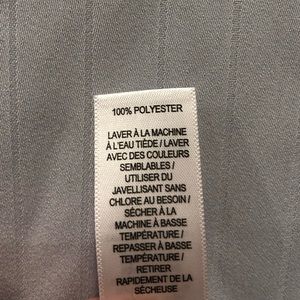 100% POLYESTER
LAVER À LA MACHINE
À L'EAU TIÈDE / LAVER
AVEC DES COULEURS
SEMBLABLES /
UTILISER DU
JAVELLISANT SANS
CHLORE AU BESOIN /
SÉCHER À LA
MACHINE À BASSE
TEMPÉRATURE /
REPASSER À BASSE
TEMPÉRATURE /
RETIRER
RAPIDEMENT DE LA
SÉCHEUSE